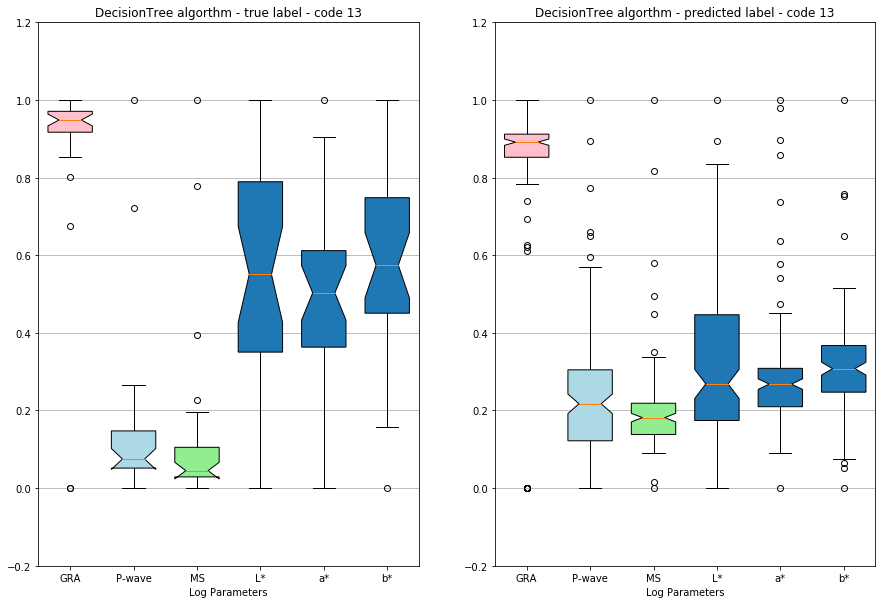 DecisionTree algorthm - true label - code 13
1.2
1.0
0.8
0.6
0.4
0.2
0.0
−0.2
GRA P-wave MS L* a* b*
Log Parameters
DecisionTree algorthm - predicted label - code 13
1.2
1.0
0.8
0.6
0.4
0.2
0.0
−0.2
GRA P-wave MS L* a* b*
Log Parameters